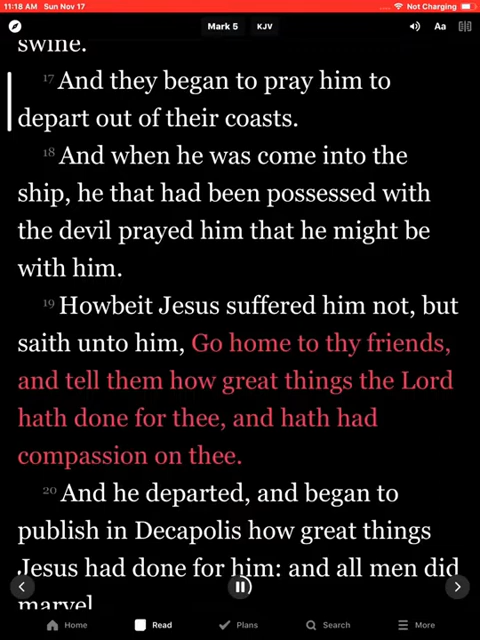 11:18 AM Sun Nov 17
Not Charging
Mark 5 KJV
Aa
swine.
17 And they began to pray him to
depart out of their coasts.
18 And when he was come into the
ship, he that had been possessed with
the devil prayed him that he might be
with him.
19 Howbeit Jesus suffered him not, but
saith unto him, Go home to thy friends,
and tell them how great things the Lord
hath done for thee, and hath had
compassion on thee.
20 And he departed, and began to
publish in Decapolis how great things
Jesus had done for him: and all men did
marvel
Home Read Plans Search More